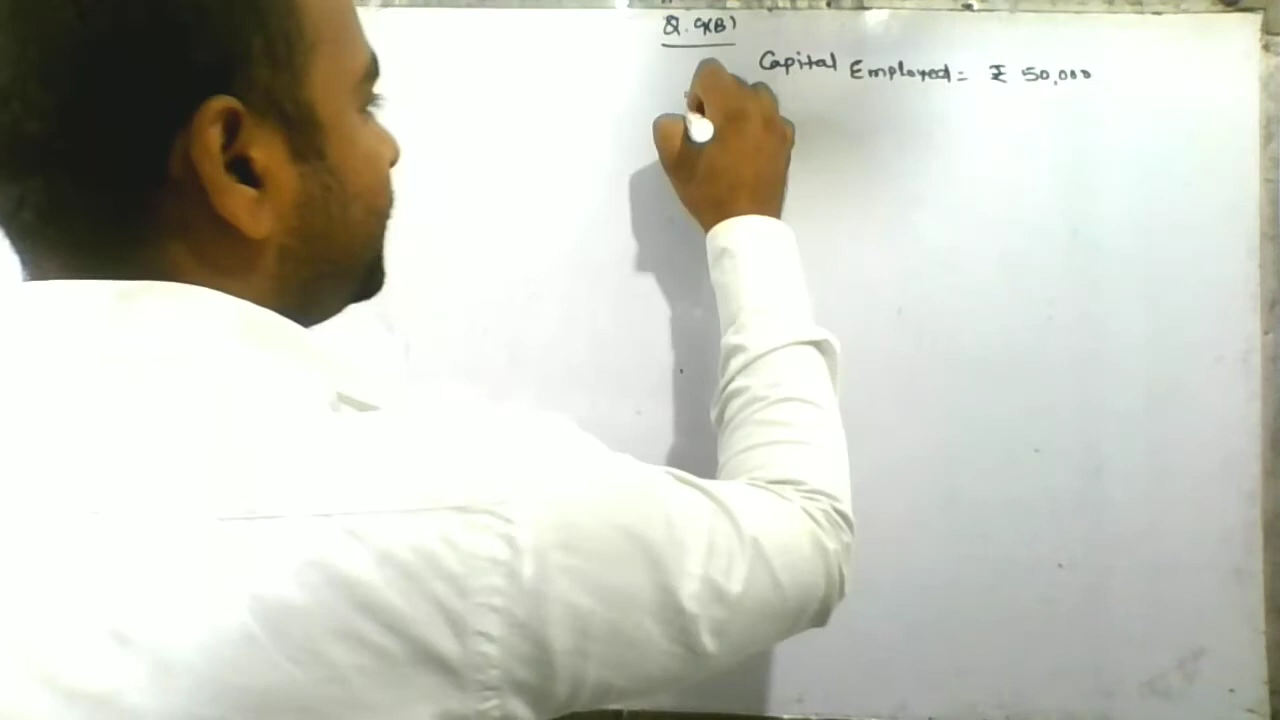 Q. 9(B)
Capital Employed = ₹ 50,000